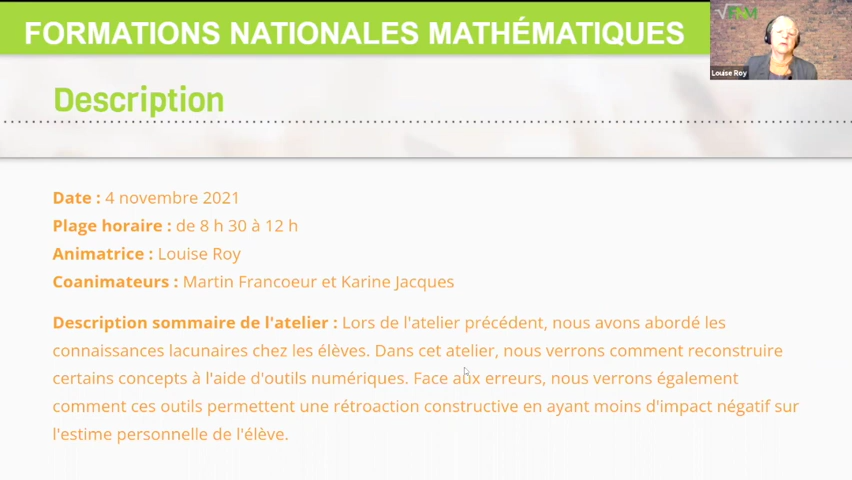 FORMATIONS NATIONALES MATHÉMATIQUES
Louise Roy
Description
Date : 4 novembre 2021
Plage horaire : de 8 h 30 à 12 h
Animatrice : Louise Roy
Coanimateurs : Martin Francoeur et Karine Jacques
Description sommaire de l'atelier : Lors de l'atelier précédent, nous avons abordé les
connaissances lacunaires chez les élèves. Dans cet atelier, nous verrons comment reconstruire
certains concepts à l'aide d'outils numériques. Face aux erreurs, nous verrons également
comment ces outils permettent une rétroaction constructive en ayant moins d'impact négatif sur
l'estime personnelle de l'élève.